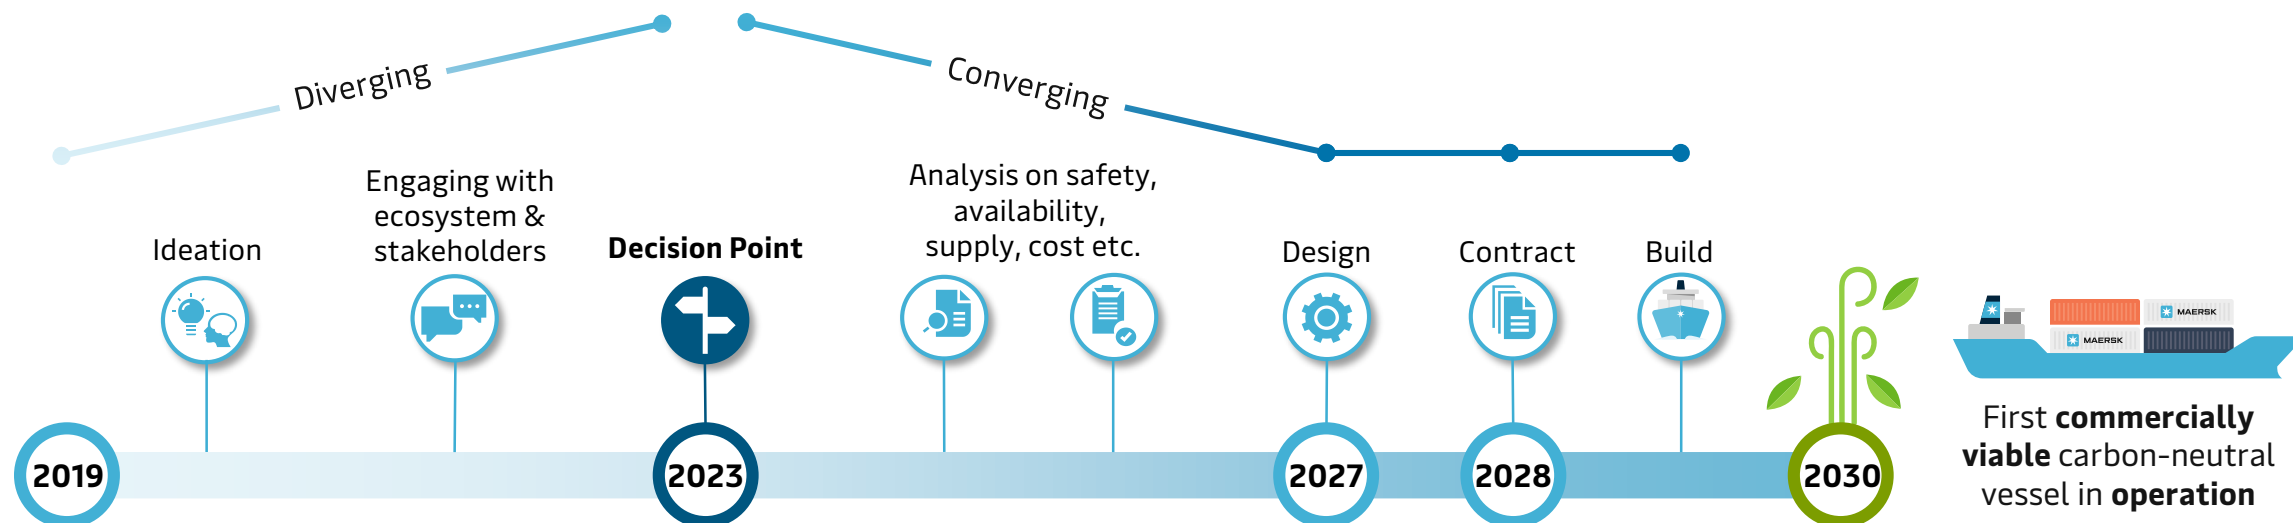 Diverging
Converging
Ideation
Engaging with
ecosystem &
stakeholders
Decision Point
Analysis on safety,
availability,
supply, cost etc.
Design
Contract
Build
MAERSK
MAERSK
2019
2023
2027
2028
2030
First commercially
viable carbon-neutral
vessel in operation